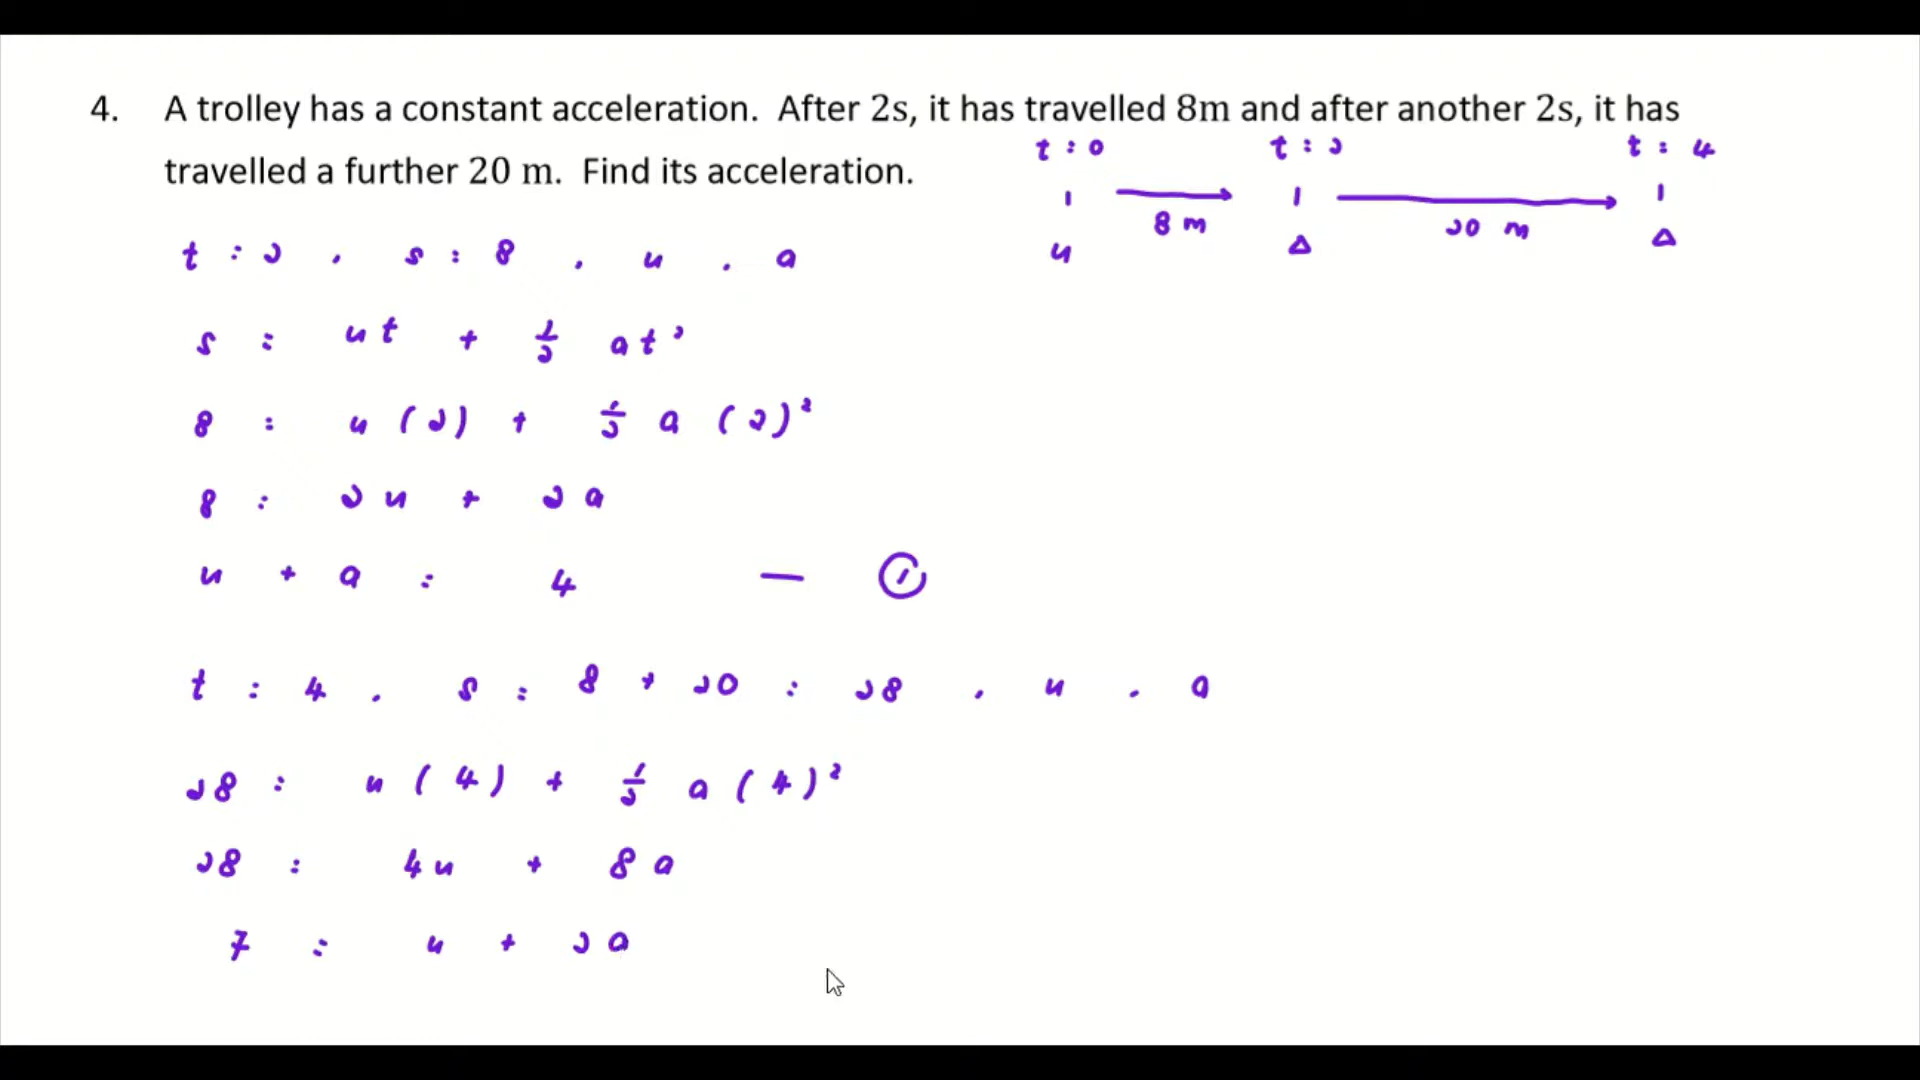 4. A trolley has a constant acceleration. After 2s, it has travelled 8m and after another 2s, it has
travelled a further 20 m. Find its acceleration.
t = 0 t = 2 t = 4
8 m 20 m
u
t = 2 , s = 8 , u , a
s = ut + 1/2 at²
8 = u (2) + 1/2 a (2)²
8 = 2u + 2a
u + a = 4 — ①
t = 4 , s = 8 + 20 = 28 , u , a
28 = u (4) + 1/2 a (4)²
28 = 4u + 8a
7 = u + 2a